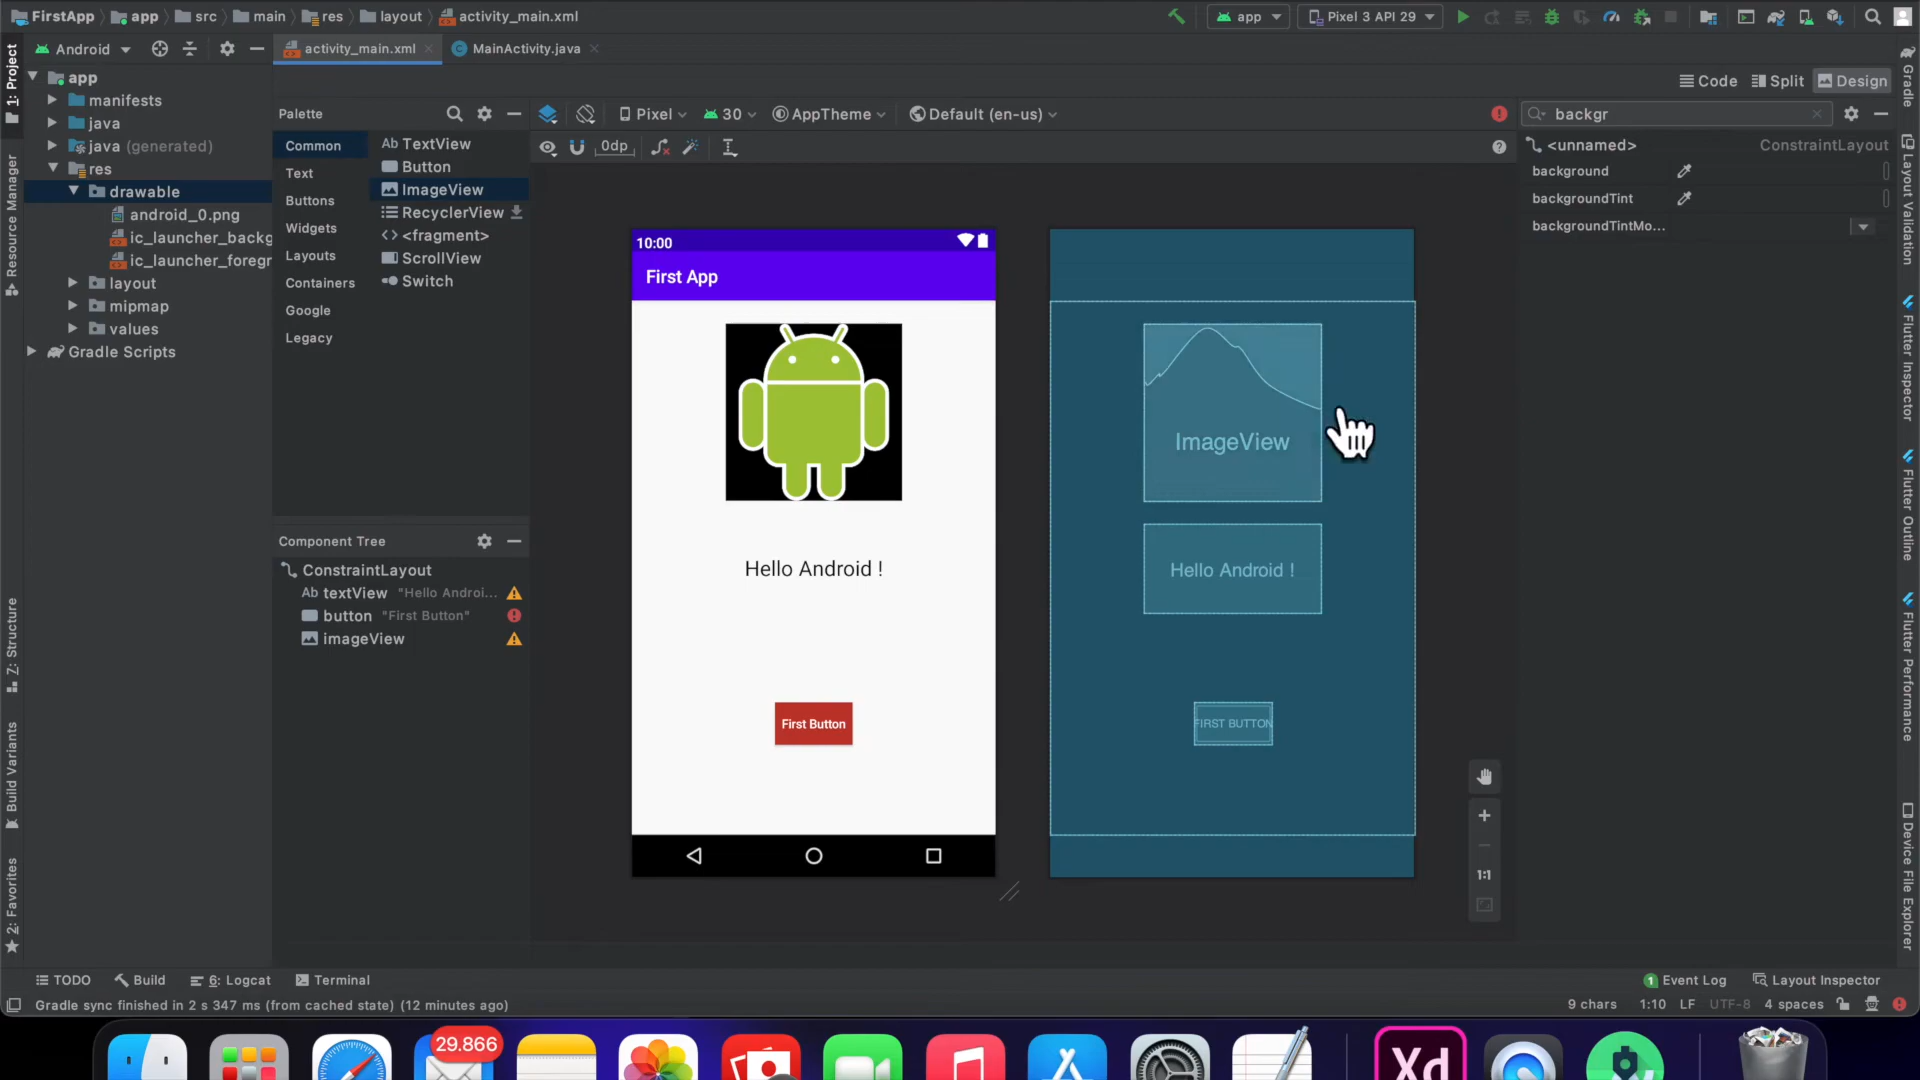 FirstApp app src main res layout activity_main.xml
app Pixel 3 API 29
Android
activity_main.xml MainActivity.java
Code Split Design
1: Project
Resource Manager
Z: Structure
Build Variants
2: Favorites
app
manifests
java
java (generated)
res
drawable
android_0.png
ic_launcher_backg
ic_launcher_foregr
layout
mipmap
values
Gradle Scripts
Palette
Common
Text
Buttons
Widgets
Layouts
Containers
Google
Legacy
Ab TextView
Button
ImageView
RecyclerView
<> <fragment>
ScrollView
Switch
Component Tree
ConstraintLayout
Ab textView "Hello Androi...
button "First Button"
imageView
Pixel 30 AppTheme Default (en-us)
0dp
10:00
First App
Hello Android !
First Button
ImageView
Hello Android !
FIRST BUTTON
1:1
backgr
<unnamed> ConstraintLayout
background
backgroundTint
backgroundTintMo...
Gradle
Layout Validation
Flutter Inspector
Flutter Outline
Flutter Performance
Device File Explorer
TODO Build 6: Logcat Terminal
1 Event Log Layout Inspector
Gradle sync finished in 2 s 347 ms (from cached state) (12 minutes ago)
9 chars 1:10 LF UTF-8 4 spaces
29.866
Xd